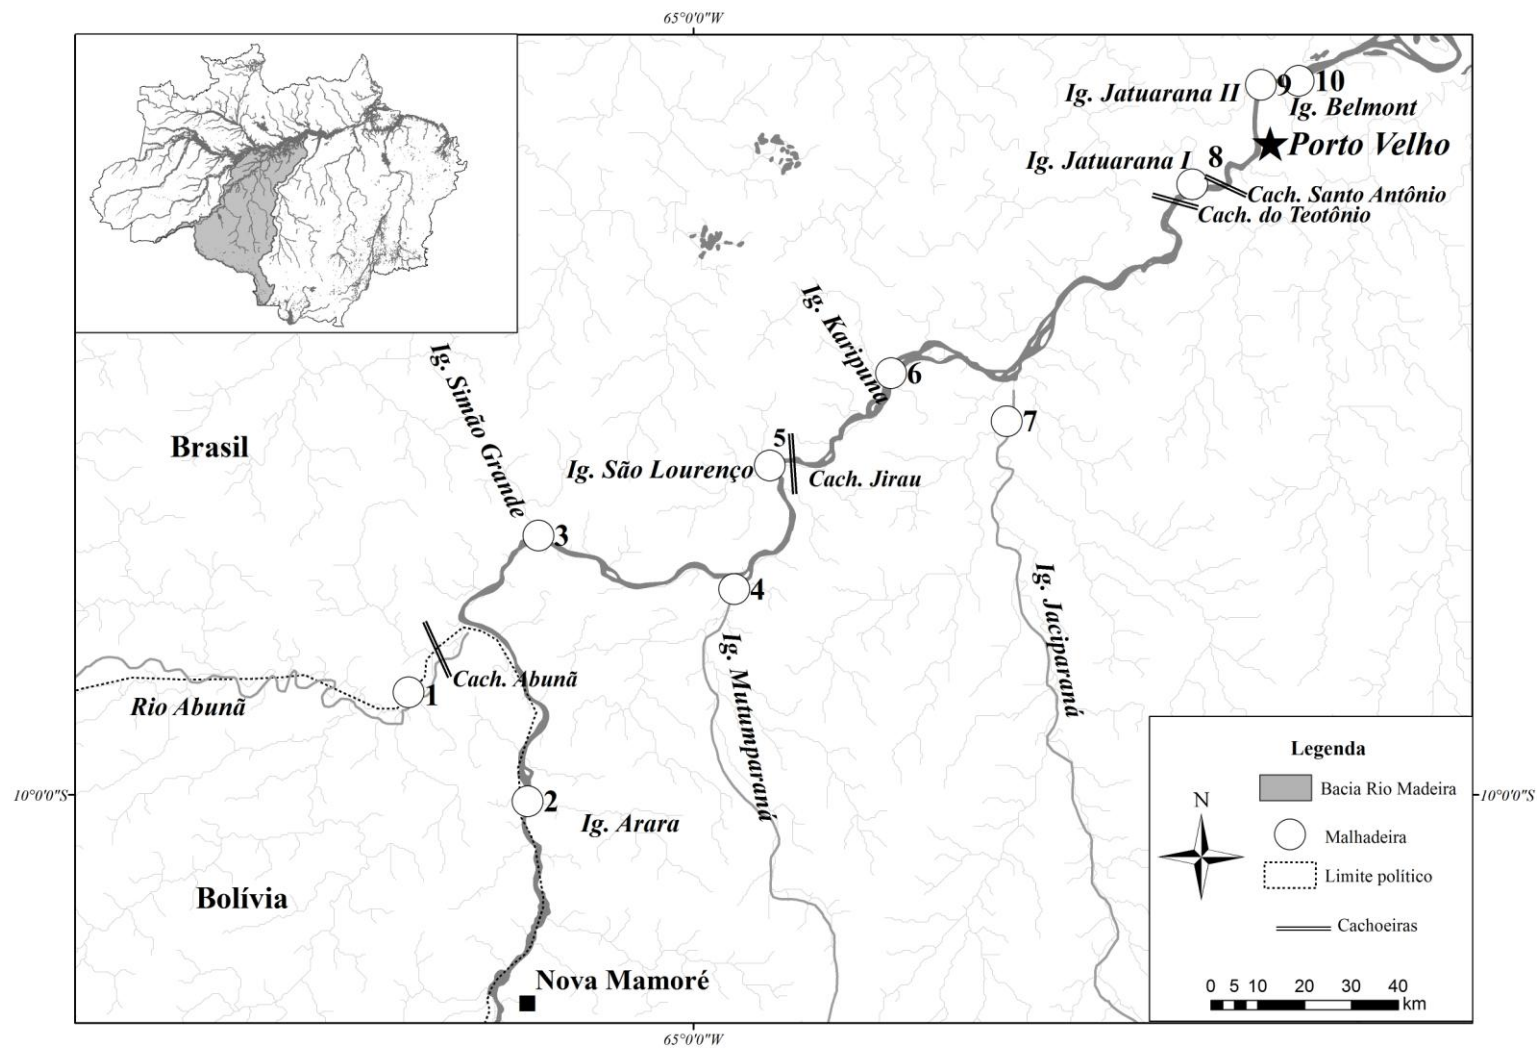 65°0'0"W
Ig. Jatuarana II
9
10
Ig. Belmont
Porto Velho
Ig. Jatuarana I
8
Cach. Santo Antônio
Cach. do Teotônio
Ig. Karipuna
6
Ig. Simão Grande
7
Brasil
5
Ig. São Lourenço
Cach. Jirau
3
4
Ig. Jaciparaná
Ig. Mutumparaná
Cach. Abunã
1
Rio Abunã
Legenda
Bacia Rio Madeira
10°0'0"S
10°0'0"S
2
N
Ig. Arara
Malhadeira
Limite político
Bolívia
Cachoeiras
Nova Mamoré
0 5 10 20 30 40
km
65°0'0"W